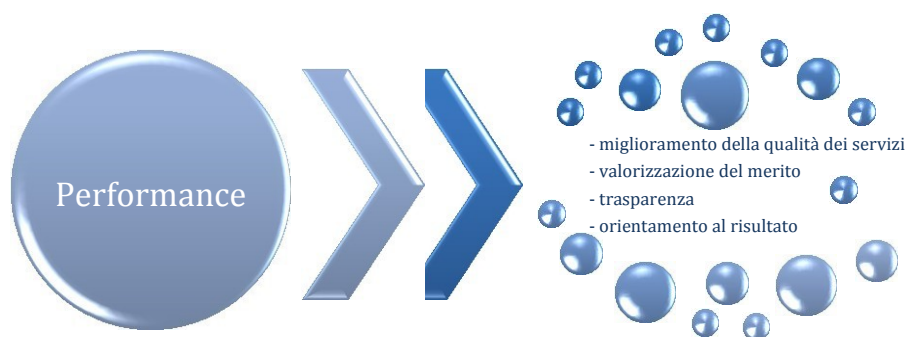 Performance
- miglioramento della qualità dei servizi
- valorizzazione del merito
- trasparenza
- orientamento al risultato